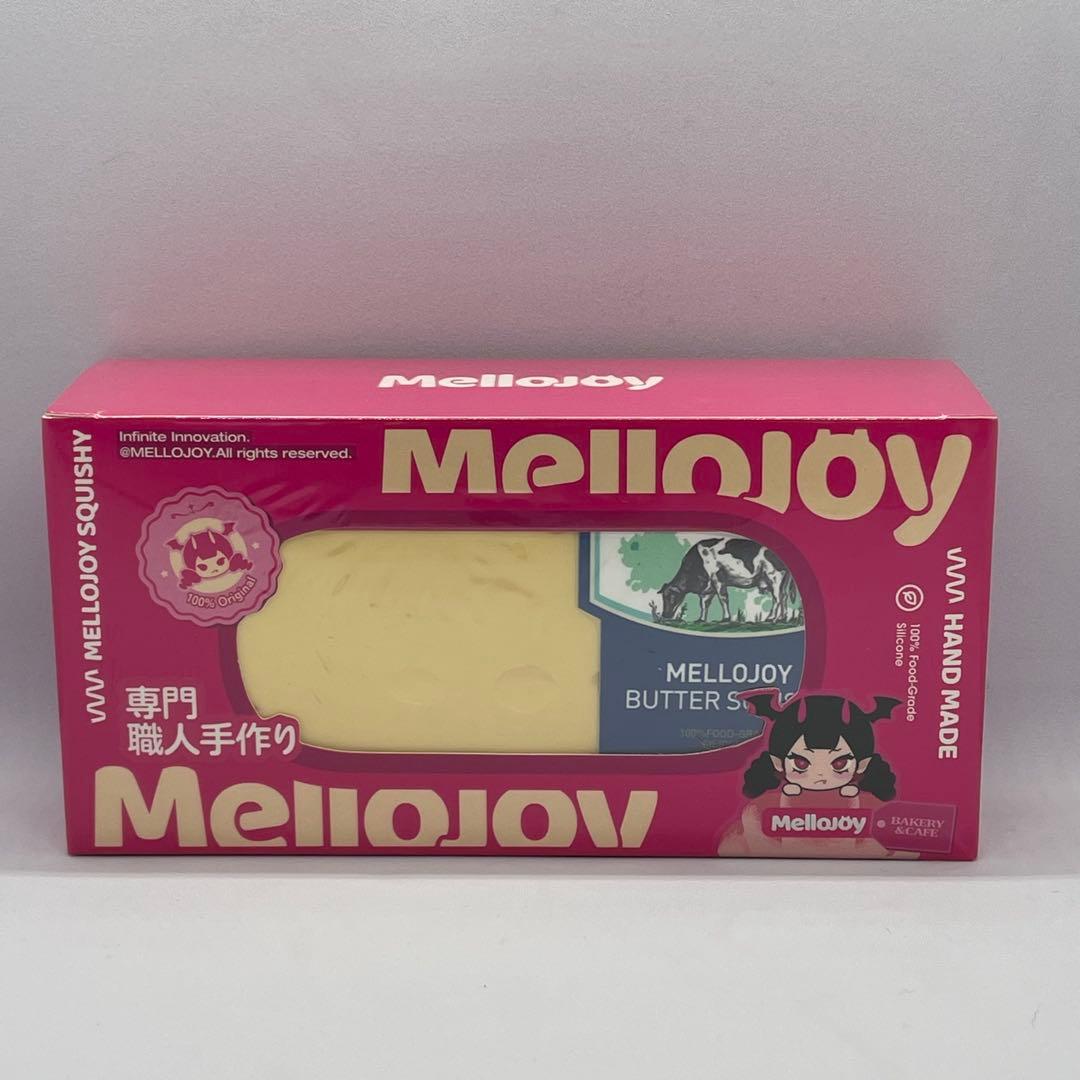 Mellojoy
Infinite Innovation.
@MELLOJOY.All rights reserved.
Mellojoy
MELLOJOY SQUISHY
100% Original
MELLOJOY
BUTTER
100% Food-Grade
Silicone
HAND MADE
専門
職人手作り
Mellojoy
Mellojoy
BAKERY
&CAFE